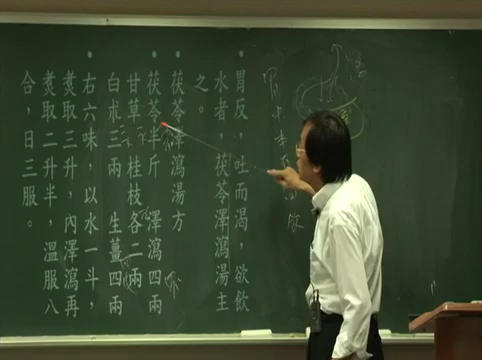 *胃反，吐而渴，欲飲
水者，茯苓澤瀉湯主
之。
*茯苓澤瀉湯方
*茯苓半斤 澤瀉四兩
甘草 桂枝各二兩
白朮三兩 生薑四兩
*右六味，以水一斗，
煑取三升，內澤瀉再
煑取二升半，溫服八
合，日三服。